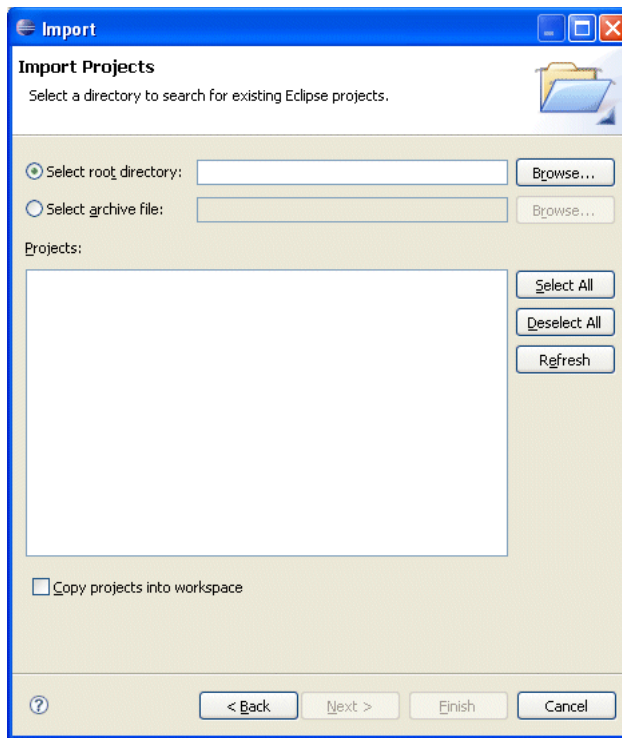 Import
Import Projects
Select a directory to search for existing Eclipse projects.
Select root directory: Browse...
Select archive file: Browse...
Projects:
Select All
Deselect All
Refresh
Copy projects into workspace
? < Back Next > Finish Cancel